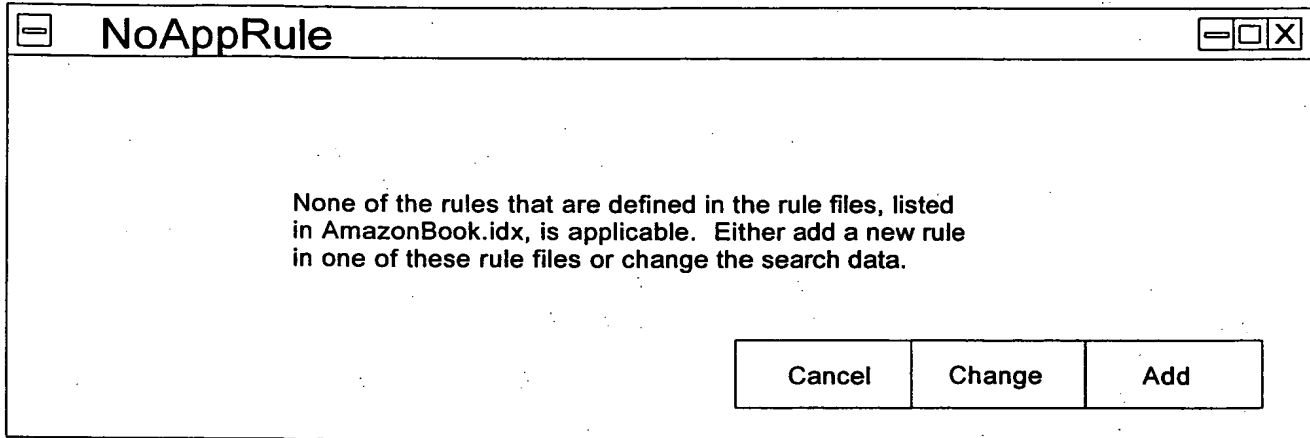 NoAppRule
None of the rules that are defined in the rule files, listed
in AmazonBook.idx, is applicable. Either add a new rule
in one of these rule files or change the search data.
Cancel Change Add